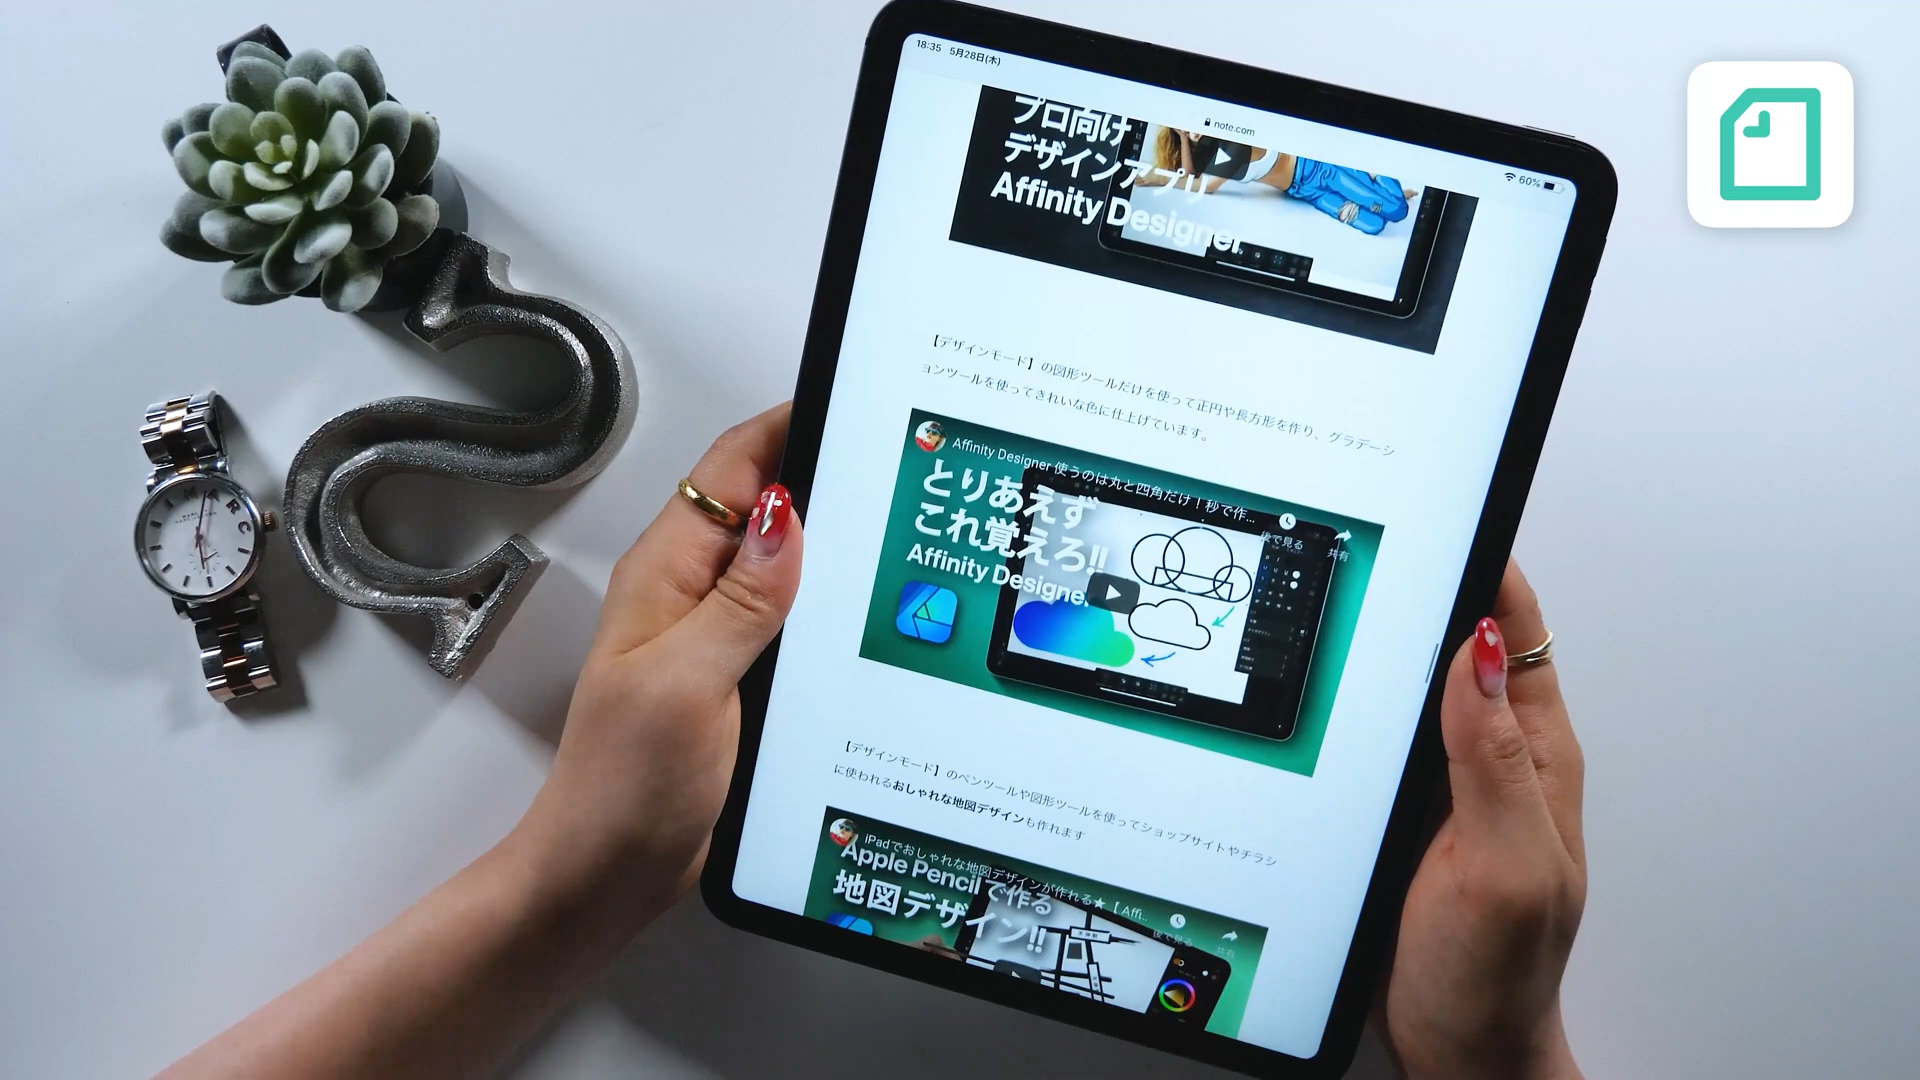 18:35 5月28日(木)
note.com
60%
プロ向け
デザインアプリ
Affinity Designer
【デザインモード】の図形ツールだけを使って正円や長方形を作り、グラデーシ
ョンツールを使ってきれいな色に仕上げています。
Affinity Designer 使うのは丸と四角だけ！秒で作...
後で見る
共有
とりあえず
これ覚えろ!!
Affinity Designer
【デザインモード】のペンツールや図形ツールを使ってショップサイトやチラシ
に使われるおしゃれな地図デザインも作れます
iPadでおしゃれな地図デザインが作れる★【 Affi...
後で見る
共有
Apple Pencilで作る
地図デザイン!!
MARC